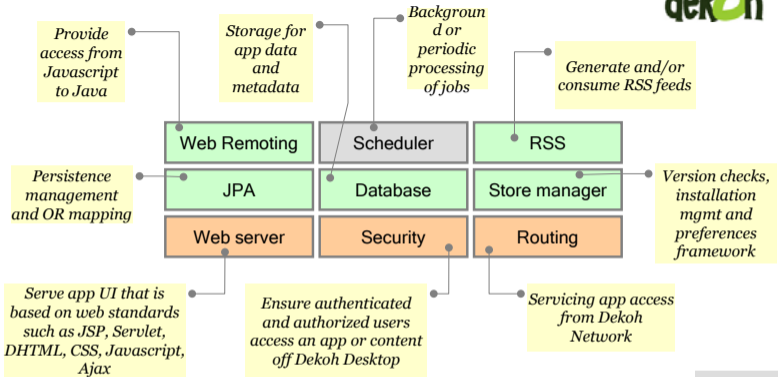 dekoh
Provide
access from
Javascript
to Java
Storage for
app data
and
metadata
Backgroun
d or
periodic
processing
of jobs
Generate and/or
consume RSS feeds
Web Remoting
Scheduler
RSS
Persistence
management
and OR mapping
JPA
Database
Store manager
Version checks,
installation
mgmt and
preferences
framework
Web server
Security
Routing
Serve app UI that is
based on web standards
such as JSP, Servlet,
DHTML, CSS, Javascript,
Ajax
Ensure authenticated
and authorized users
access an app or content
off Dekoh Desktop
Servicing app access
from Dekoh
Network